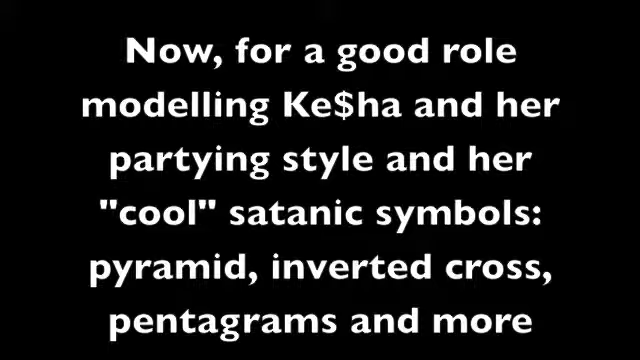 Now, for a good role
modelling Ke$ha and her
partying style and her
"cool" satanic symbols:
pyramid, inverted cross,
pentagrams and more